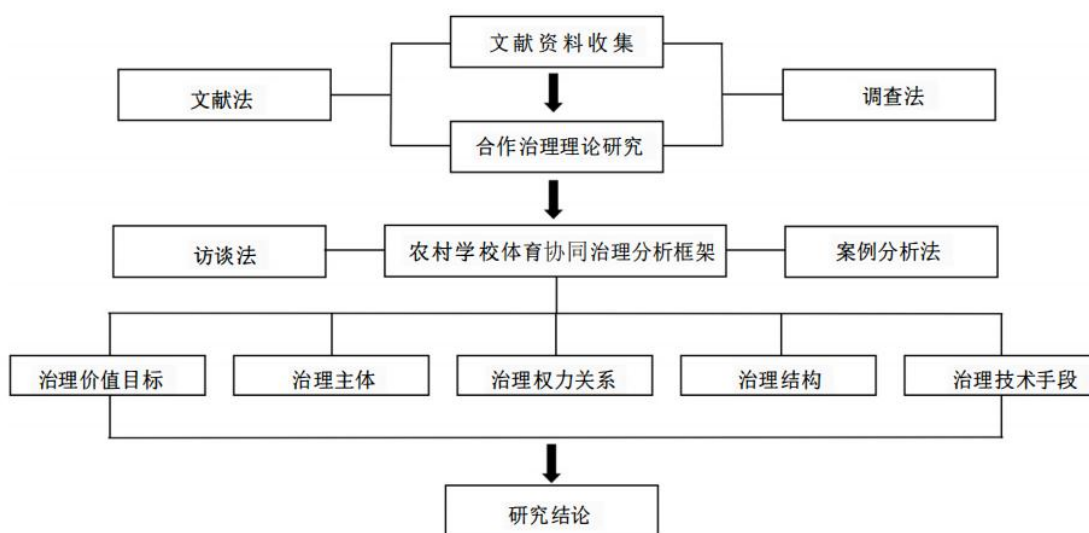 文献资料收集
文献法
调查法
合作治理理论研究
访谈法
农村学校体育协同治理分析框架
案例分析法
治理价值目标
治理主体
治理权力关系
治理结构
治理技术手段
研究结论